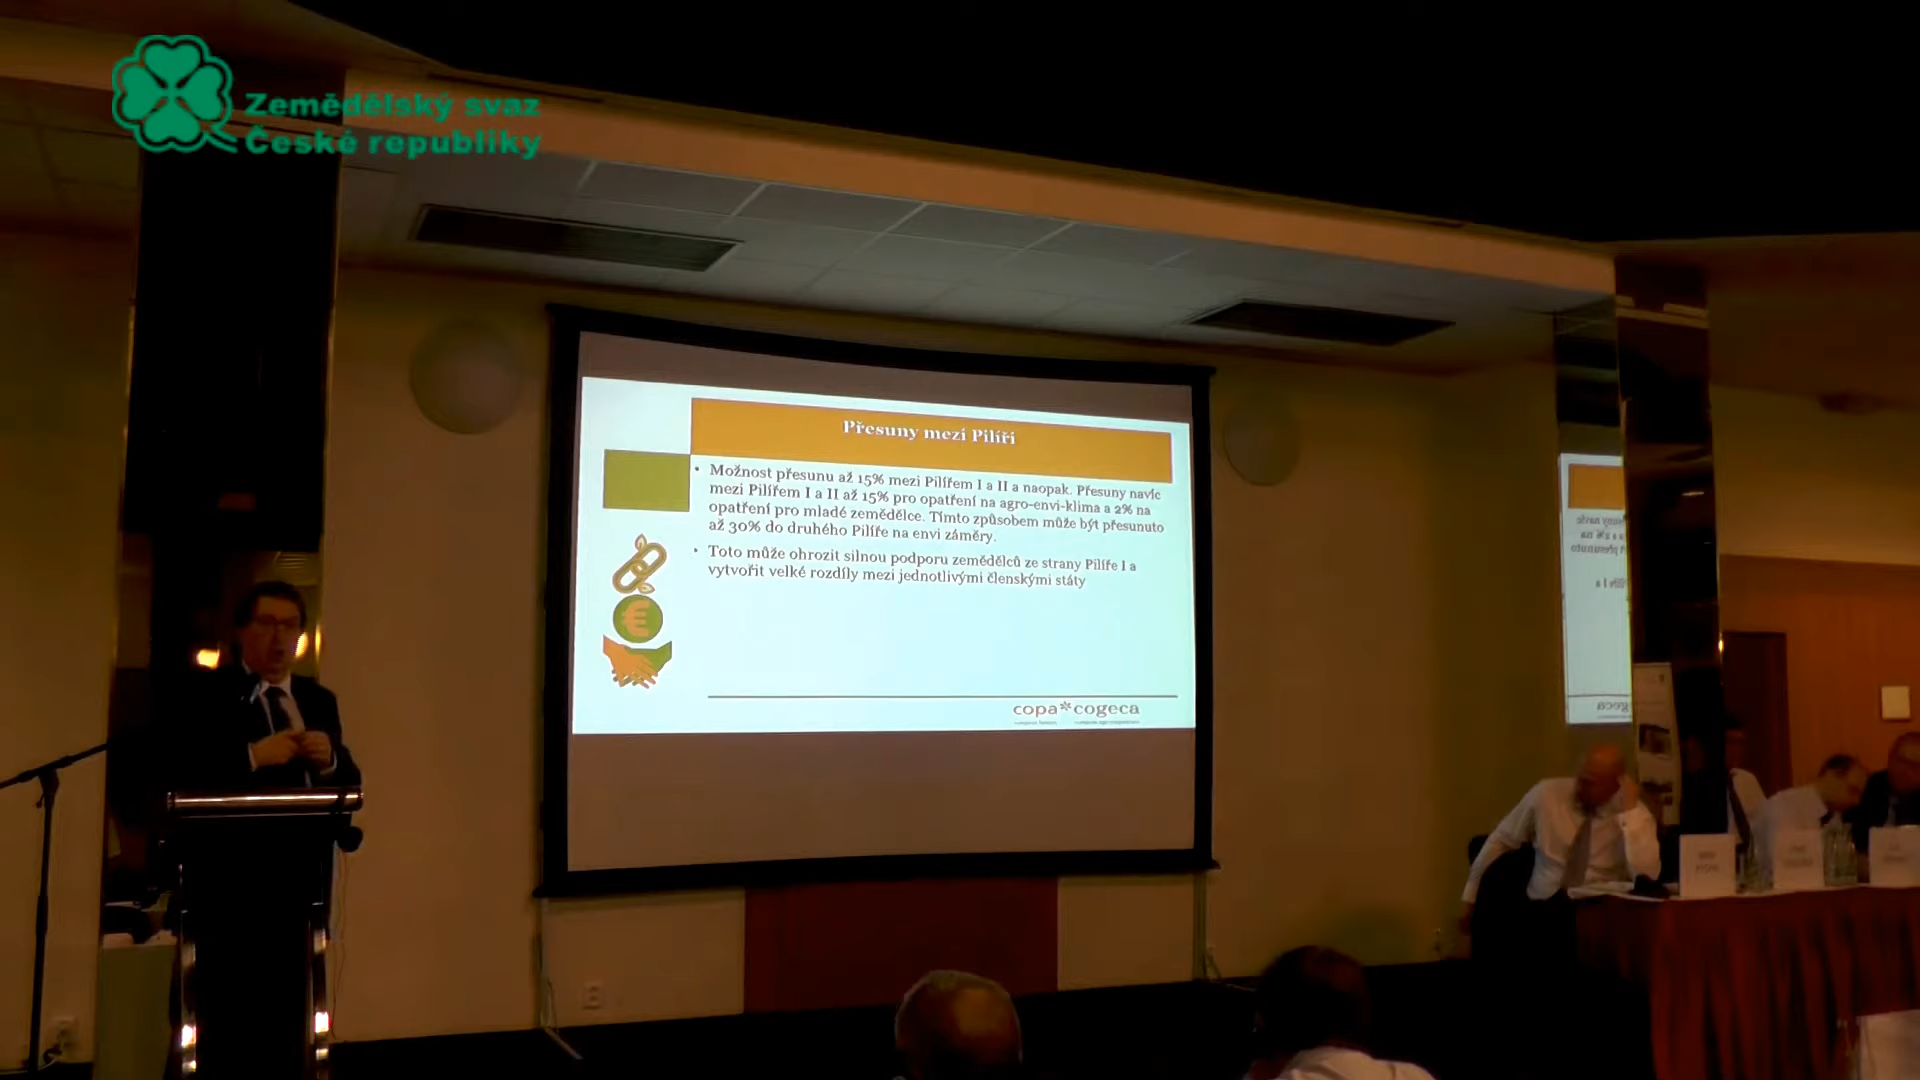 Zemědělský svaz
České republiky
Přesuny mezi Pilíři
• Možnost přesunu až 15% mezi Pilířem I a II a naopak. Přesuny navíc
mezi Pilířem I a II až 15% pro opatření na agro-envi-klima a 2% na
opatření pro mladé zemědělce. Tímto způsobem může být přesunuto
až 30% do druhého Pilíře na envi záměry.
• Toto může ohrozit silnou podporu zemědělců ze strany Pilíře I a
vytvořit velké rozdíly mezi jednotlivými členskými státy
copa*cogeca